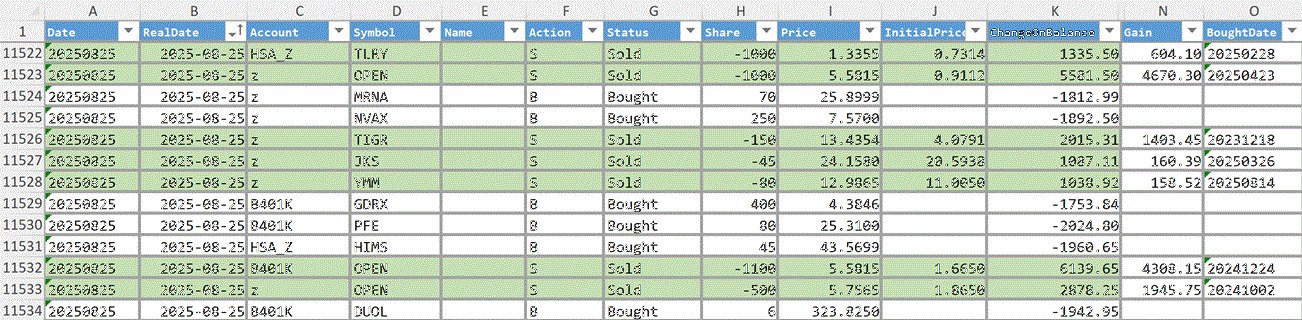 A B C D E F G H I J K N O
1 Date RealDate Account Symbol Name Action Status Share Price InitialPrice ChangeInBalance Gain BoughtDate
11522 20250825 2025-08-25 HSA_Z TLRY S Sold -1000 1.3355 0.7314 1335.50 604.10 20250228
11523 20250825 2025-08-25 z OPEN S Sold -1000 5.5815 0.9112 5581.50 4670.30 20250423
11524 20250825 2025-08-25 z MRNA B Bought 70 25.8999 -1812.99
11525 20250825 2025-08-25 z NVAX B Bought 250 7.5700 -1892.50
11526 20250825 2025-08-25 z TIGR S Sold -150 13.4354 4.0791 2015.31 1403.45 20231218
11527 20250825 2025-08-25 z JKS S Sold -45 24.1580 20.5938 1087.11 160.39 20250326
11528 20250825 2025-08-25 z YMM S Sold -80 12.9865 11.0050 1038.92 158.52 20250814
11529 20250825 2025-08-25 8401K GDRX B Bought 400 4.3846 -1753.84
11530 20250825 2025-08-25 8401K PFE B Bought 80 25.3100 -2024.80
11531 20250825 2025-08-25 HSA_Z HIMS B Bought 45 43.5699 -1960.65
11532 20250825 2025-08-25 8401K OPEN S Sold -1100 5.5815 1.6650 6139.65 4308.15 20241224
11533 20250825 2025-08-25 z OPEN S Sold -500 5.7565 1.8650 2878.25 1945.75 20241002
11534 20250825 2025-08-25 8401K DUOL B Bought 6 323.8250 -1942.95